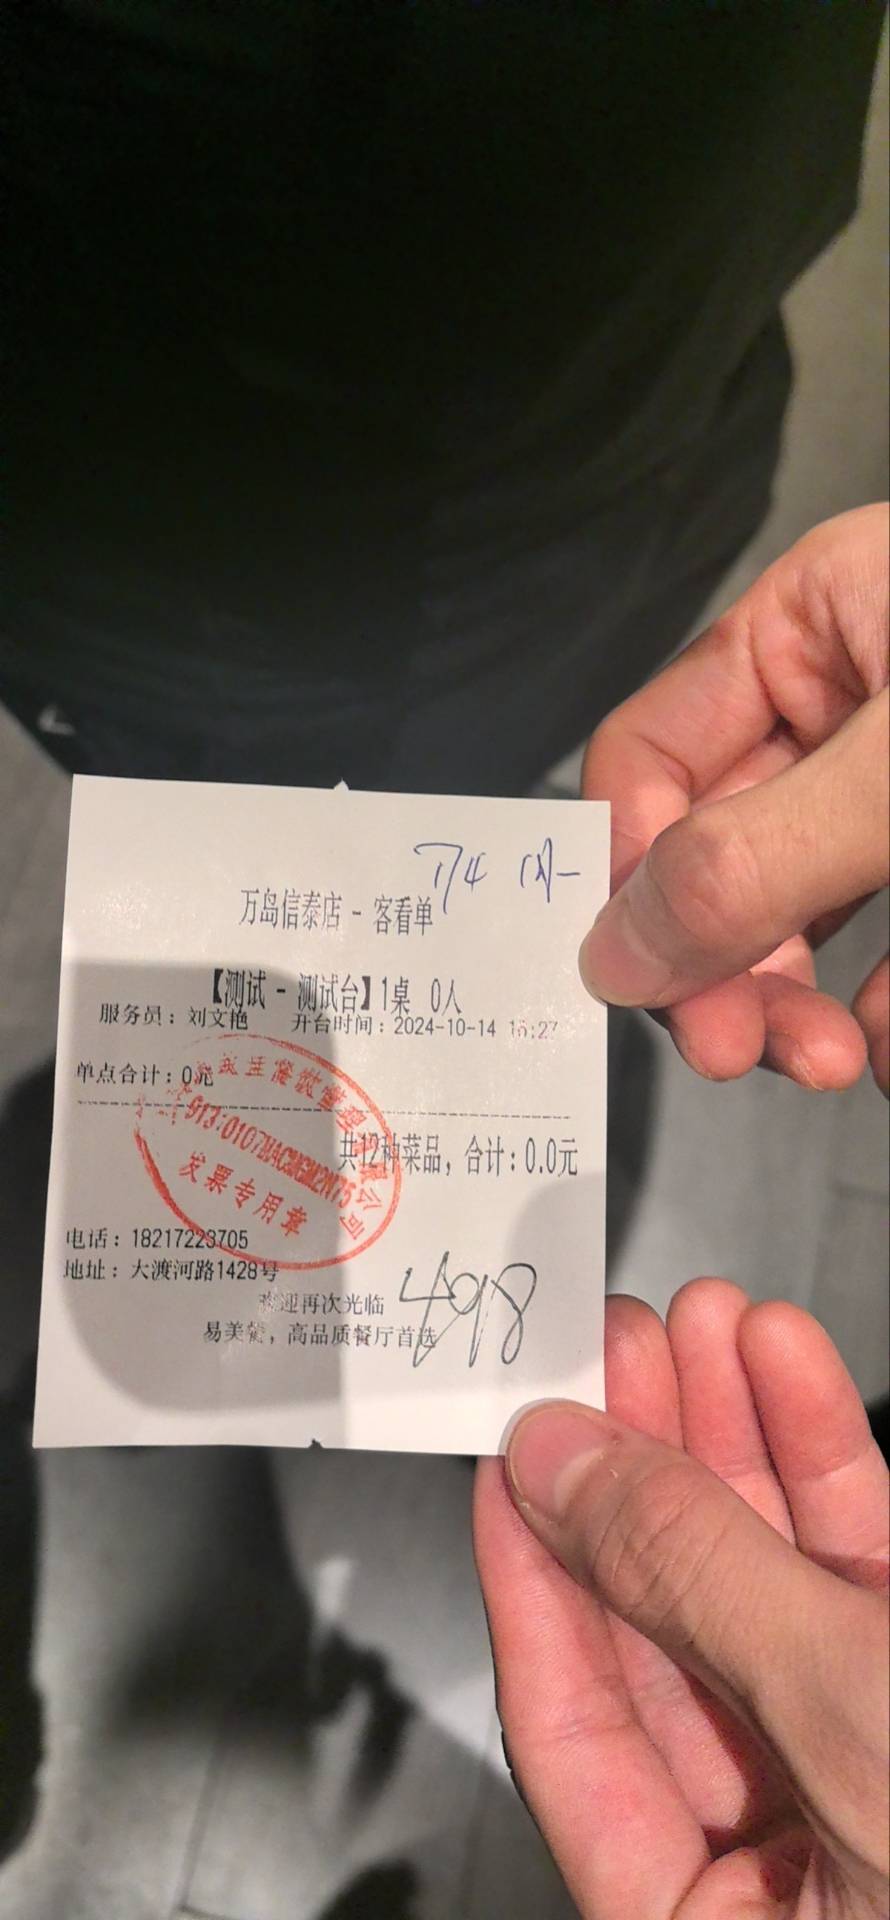 万岛信泰店 - 客看单
【测试 - 测试台】1桌 0人
服务员：刘文艳 开台时间：2024-10-14 15:27
单点合计：0元
共12种菜品，合计：0.0元
发票专用章
电话：18217223705
地址：大渡河路1428号
498
欢迎再次光临
易美餐，高品质餐厅首选